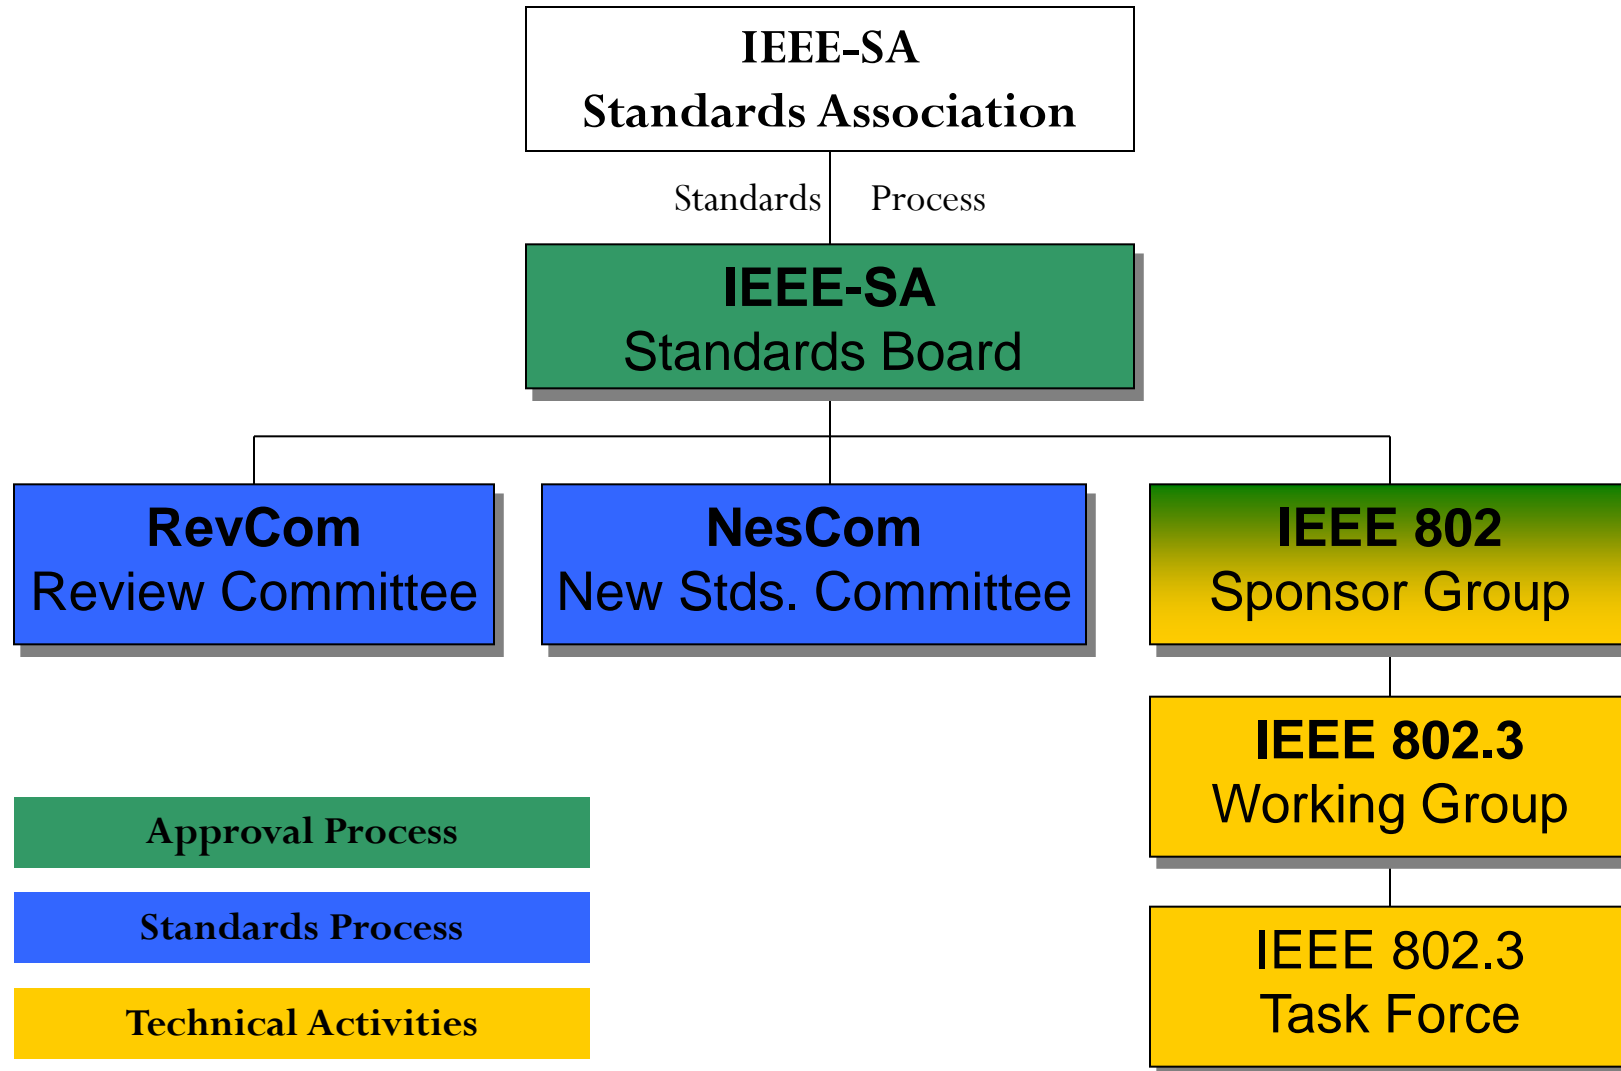 IEEE-SA
Standards Association
Standards Process
IEEE-SA
Standards Board
RevCom
Review Committee
NesCom
New Stds. Committee
IEEE 802
Sponsor Group
IEEE 802.3
Working Group
IEEE 802.3
Task Force
Approval Process
Standards Process
Technical Activities